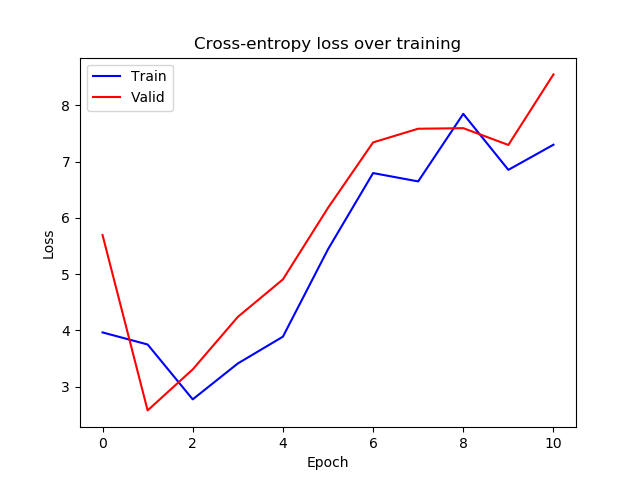 Cross-entropy loss over training
Train
Valid
Loss
8
7
6
5
4
3
0 2 4 6 8 10
Epoch